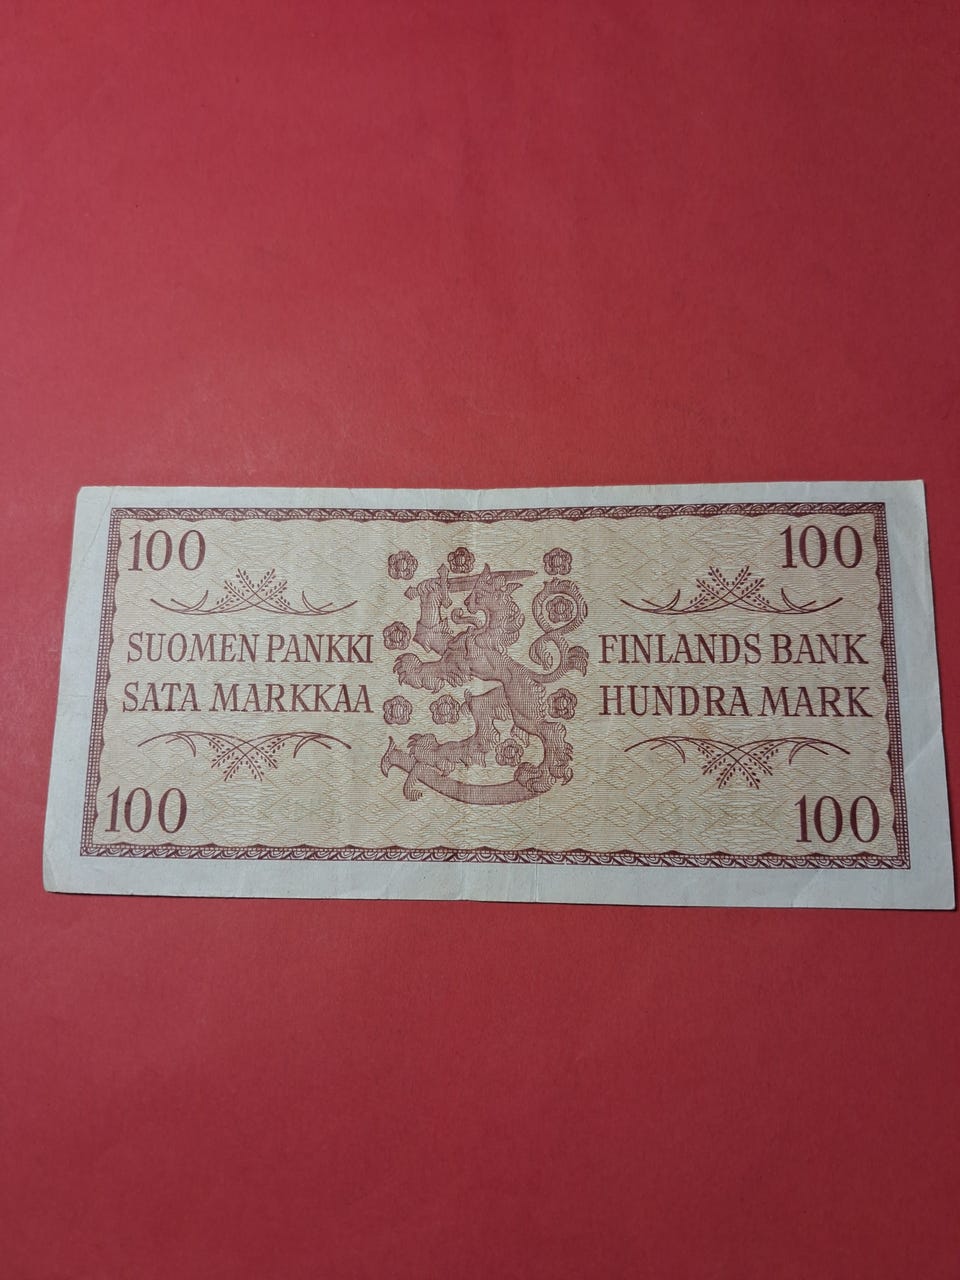 100 100
SUOMEN PANKKI FINLANDS BANK
SATA MARKKAA HUNDRA MARK
100 100